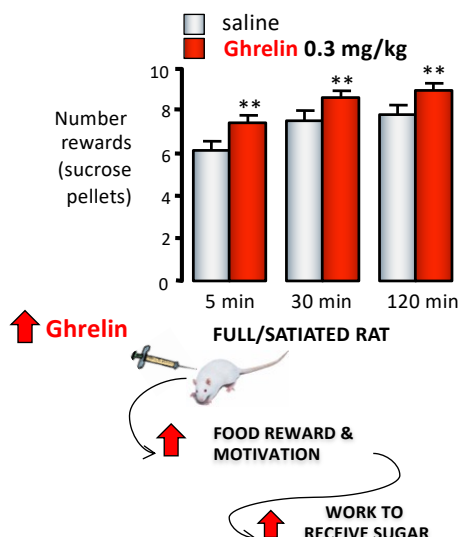 saline
Ghrelin 0.3 mg/kg
10
8
6
4
2
0
Number
rewards
(sucrose
pellets)
**
**
**
5 min
30 min
120 min
Ghrelin
FULL/SATIATED RAT
FOOD REWARD &
MOTIVATION
WORK TO
RECEIVE SUGAR